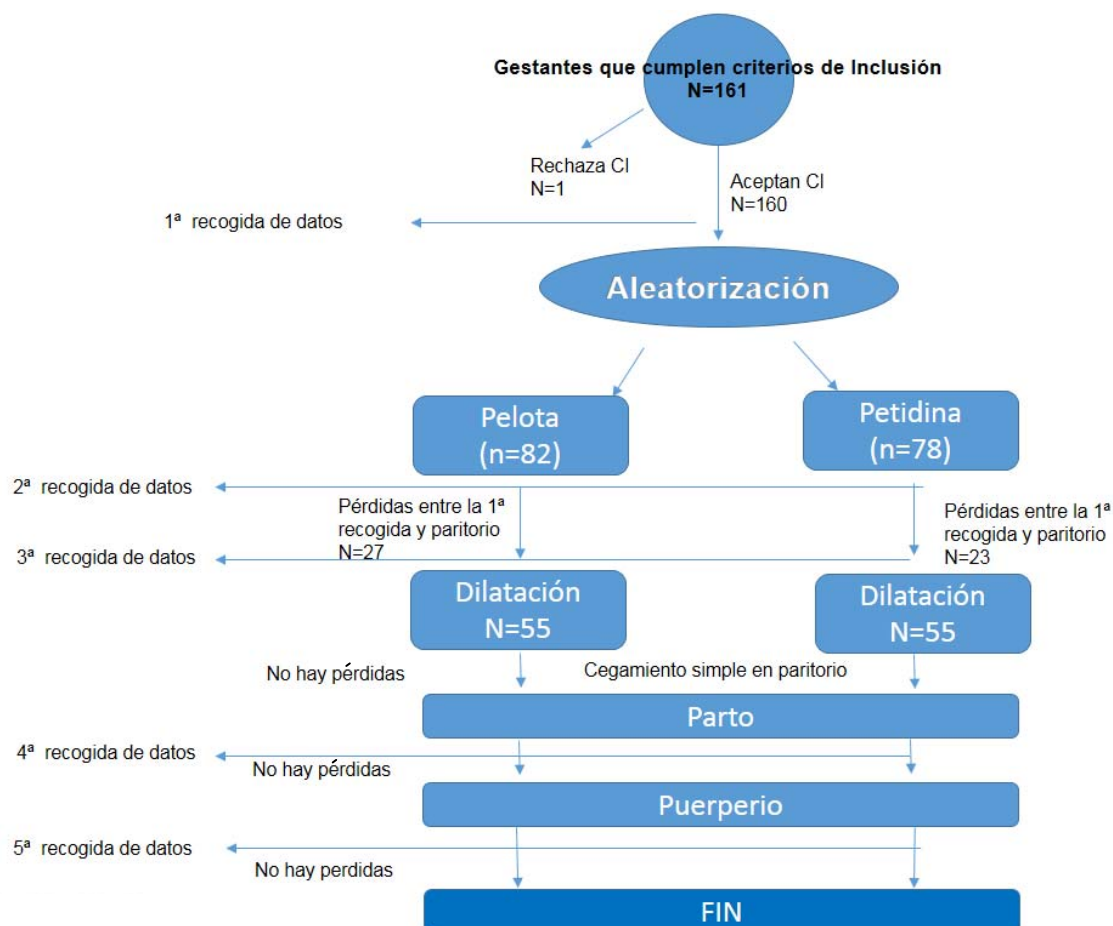 Gestantes que cumplen criterios de Inclusión
N=161
Rechaza CI
N=1
Aceptan CI
N=160
1ª recogida de datos
Aleatorización
Pelota
(n=82)
Petidina
(n=78)
2ª recogida de datos
Pérdidas entre la 1ª
recogida y paritorio
N=27
Pérdidas entre la 1ª
recogida y paritorio
N=23
3ª recogida de datos
Dilatación
N=55
Dilatación
N=55
No hay pérdidas
Cegamiento simple en paritorio
Parto
4ª recogida de datos
No hay pérdidas
Puerperio
5ª recogida de datos
No hay perdidas
FIN